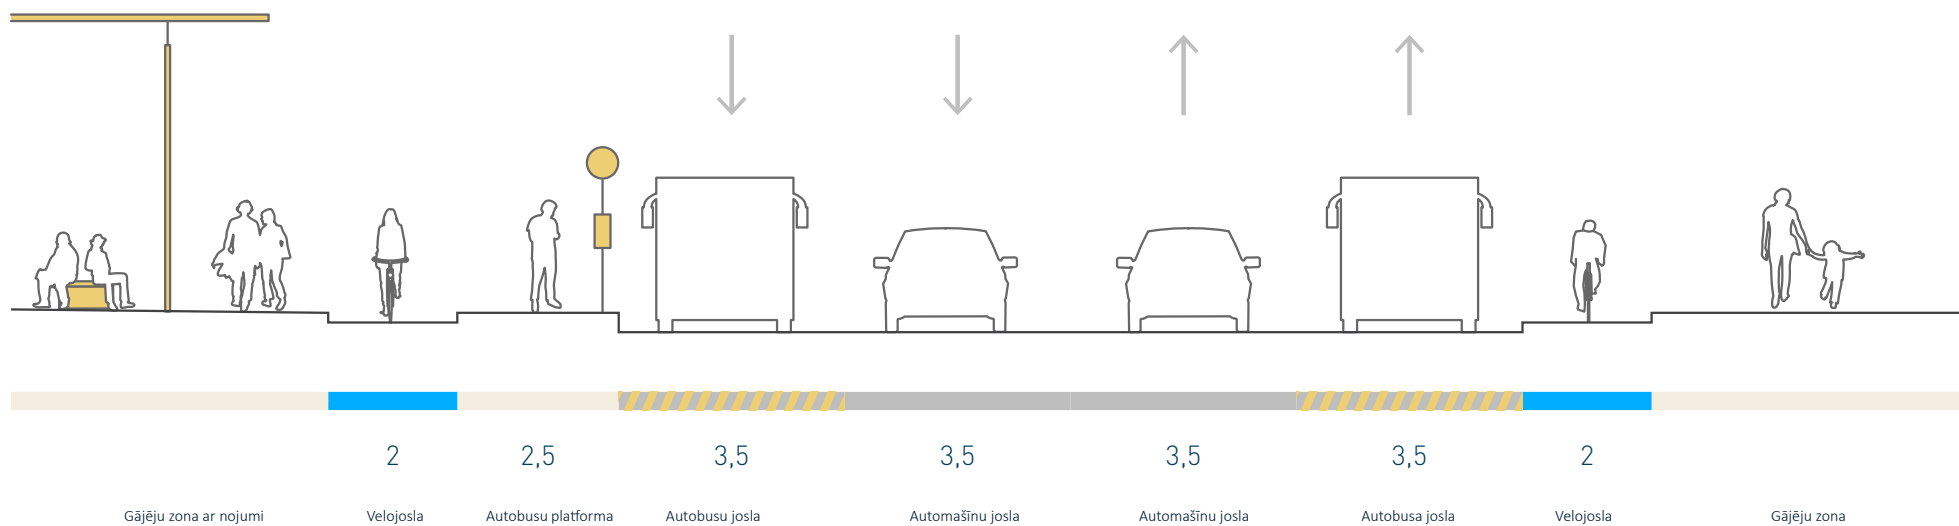 2 2,5 3,5 3,5 3,5 3,5 2
Gājēju zona ar nojumi Velojosla Autobusu platforma Autobusu josla Automašīnu josla Automašīnu josla Autobusa josla Velojosla Gājēju zona